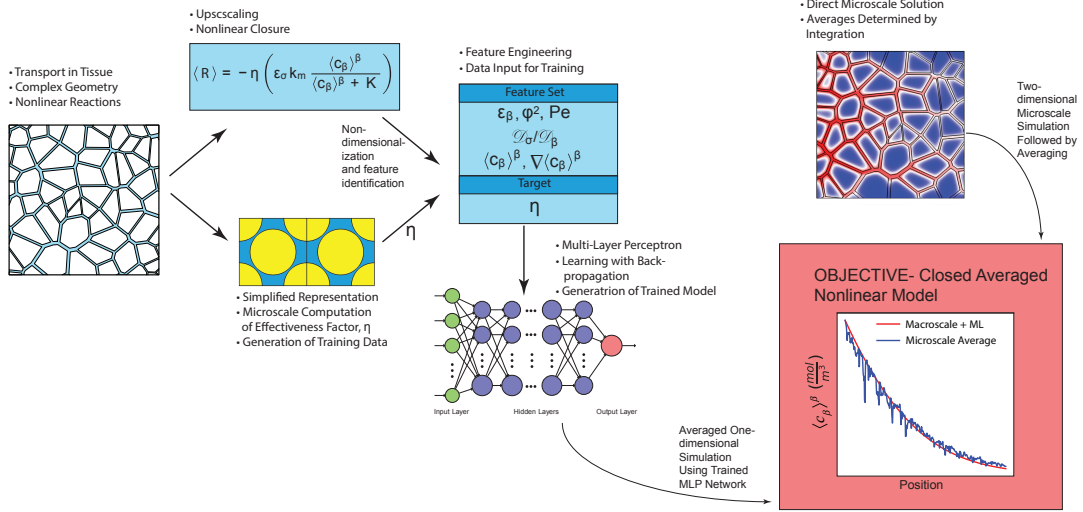 • Transport in Tissue
• Complex Geometry
• Nonlinear Reactions
• Upscscaling
• Nonlinear Closure
⟨R⟩ = − η ( ε_σ k_m ⟨c_β⟩^β / (⟨c_β⟩^β + K) )
Non-
dimensional-
ization
and feature
identification
η
• Simplified Representation
• Microscale Computation
of Effectiveness Factor, η
• Generation of Training Data
• Feature Engineering
• Data Input for Training
Feature Set
ε_β, φ², Pe
𝒟_σ/𝒟_β
⟨c_β⟩^β, ∇⟨c_β⟩^β
Target
η
• Multi-Layer Perceptron
• Learning with Back-
propagation
• Generatrion of Trained Model
Input Layer
Hidden Layers
Output Layer
Averaged One-
dimensional
Simulation
Using Trained
MLP Network
• Direct Microscale Solution
• Averages Determined by
Integration
Two-
dimensional
Microscale
Simulation
Followed by
Averaging
OBJECTIVE- Closed Averaged
Nonlinear Model
Macroscale + ML
Microscale Average
⟨c_β⟩^β (mol/m³)
Position